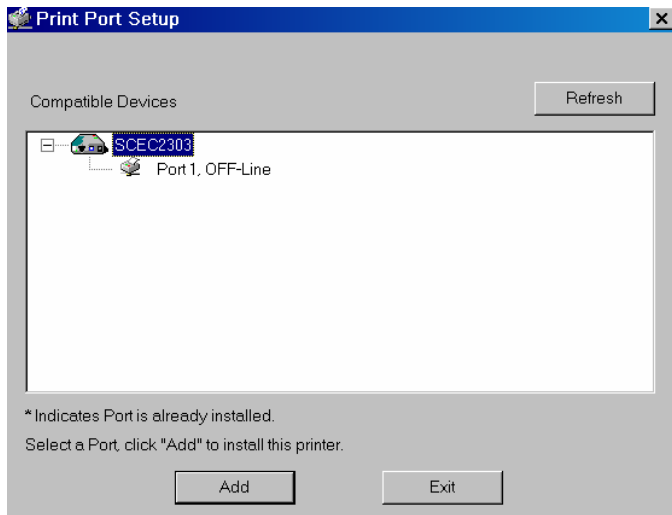 Print Port Setup
Compatible Devices
Refresh
SCEC2303
Port 1, OFF-Line
* Indicates Port is already installed.
Select a Port, click "Add" to install this printer.
Add
Exit